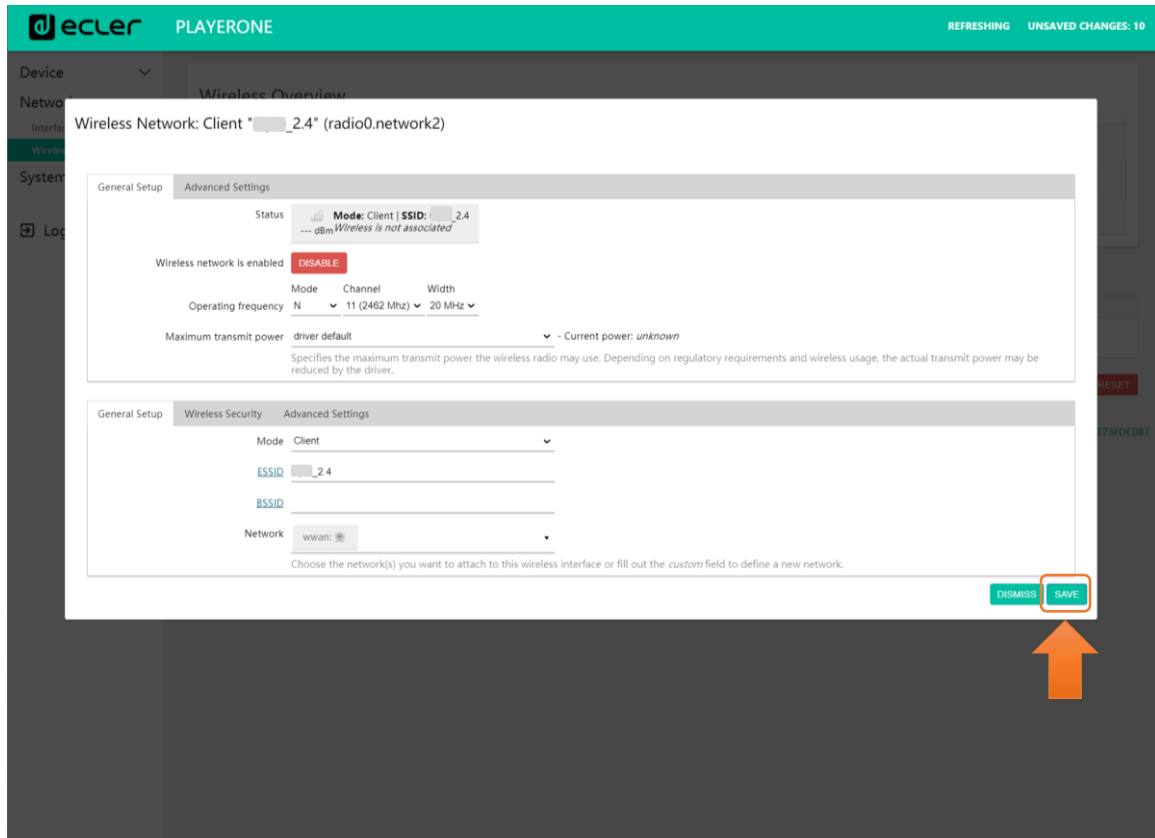 ecler PLAYERONE REFRESHING UNSAVED CHANGES: 10
Device
Wireless Overview
Wireless Network: Client " _2.4" (radio0.network2)
System
General Setup Advanced Settings
Status Mode: Client | SSID: _2.4
--- dBm Wireless is not associated
Wireless network is enabled DISABLE
Mode Channel Width
Operating frequency N 11 (2462 Mhz) 20 MHz
Maximum transmit power driver default - Current power: unknown
Specifies the maximum transmit power the wireless radio may use. Depending on regulatory requirements and wireless usage, the actual transmit power may be
reduced by the driver.
RESET
General Setup Wireless Security Advanced Settings
E73FDC0B7
Mode Client
ESSID _2.4
BSSID
Network wwan:
Choose the network(s) you want to attach to this wireless interface or fill out the custom field to define a new network.
DISMISS SAVE